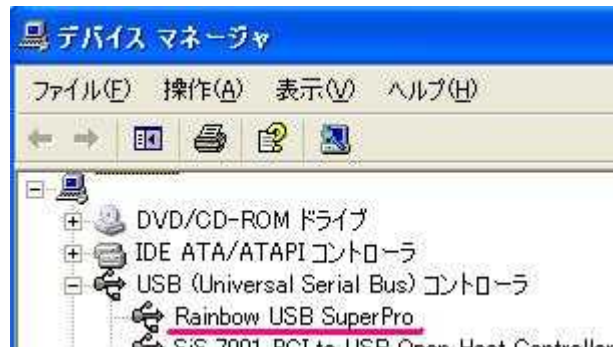 デバイス マネージャ
ファイル(F) 操作(A) 表示(V) ヘルプ(H)
DVD/CD-ROM ドライブ
IDE ATA/ATAPI コントローラ
USB (Universal Serial Bus) コントローラ
Rainbow USB SuperPro
SiS 7001 PCI to USB Open Host Controller